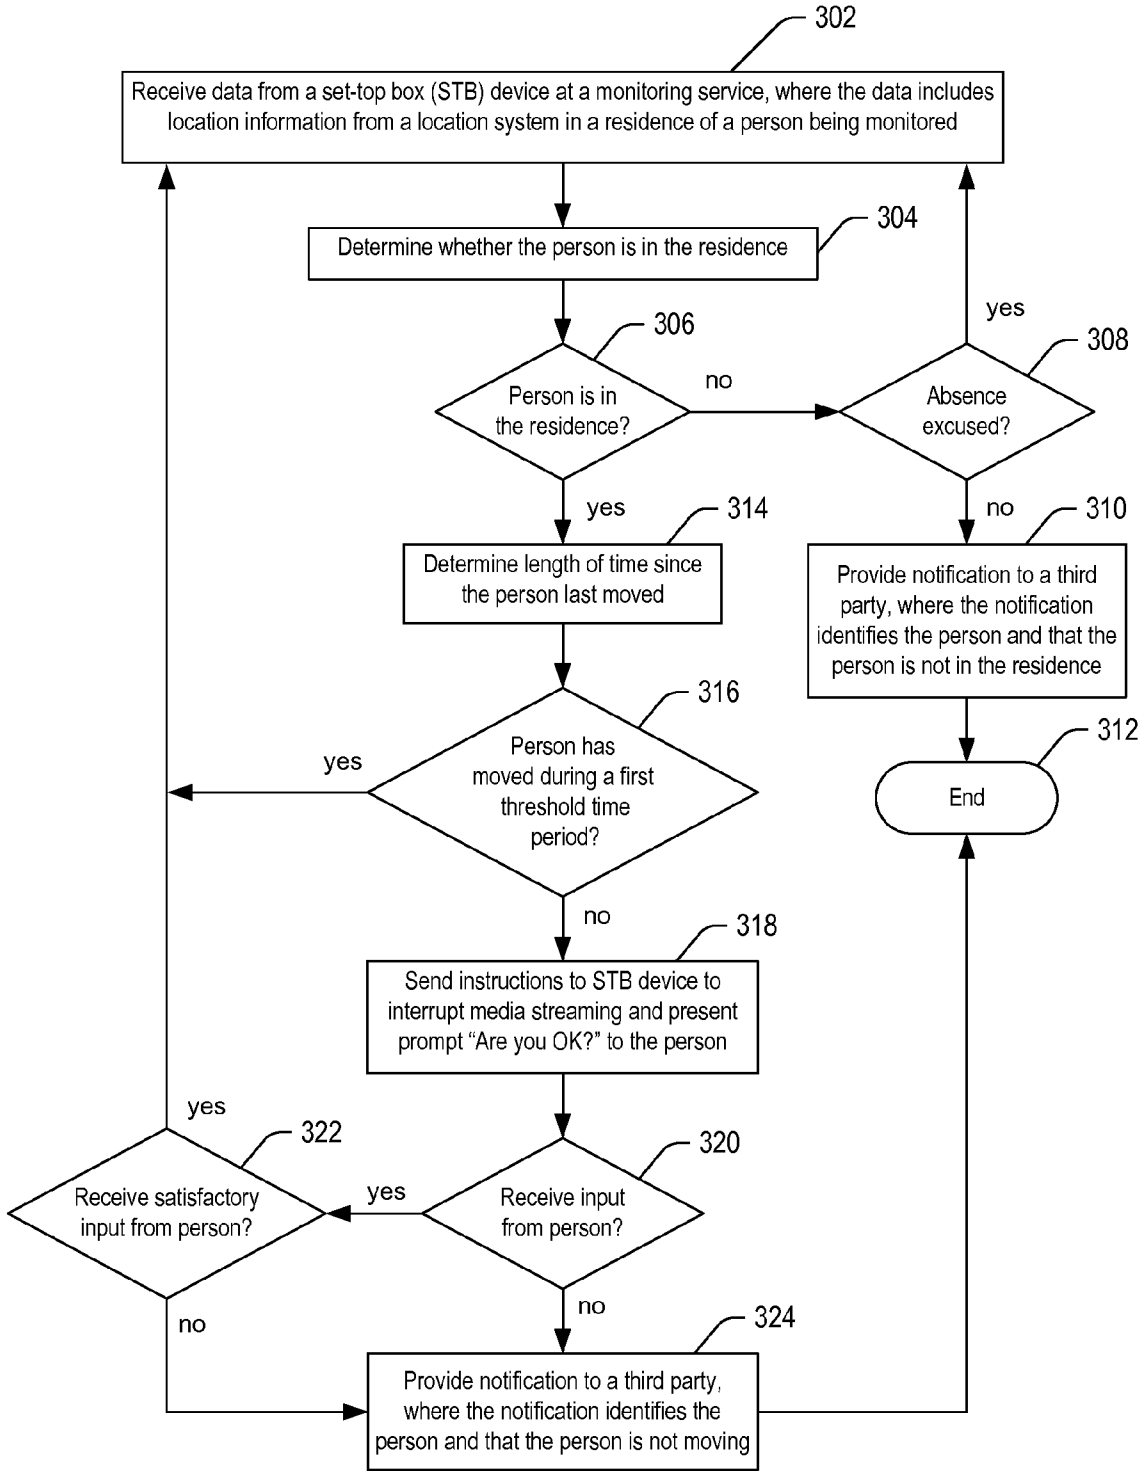 302
Receive data from a set-top box (STB) device at a monitoring service, where the data includes
location information from a location system in a residence of a person being monitored
304
Determine whether the person is in the residence
306
Person is in
the residence?
no
yes
308
Absence
excused?
yes
no
310
Provide notification to a third
party, where the notification
identifies the person and that the
person is not in the residence
312
End
314
Determine length of time since
the person last moved
316
Person has
moved during a first
threshold time
period?
yes
no
318
Send instructions to STB device to
interrupt media streaming and present
prompt “Are you OK?” to the person
320
Receive input
from person?
yes
no
322
Receive satisfactory
input from person?
yes
no
324
Provide notification to a third party,
where the notification identifies the
person and that the person is not moving